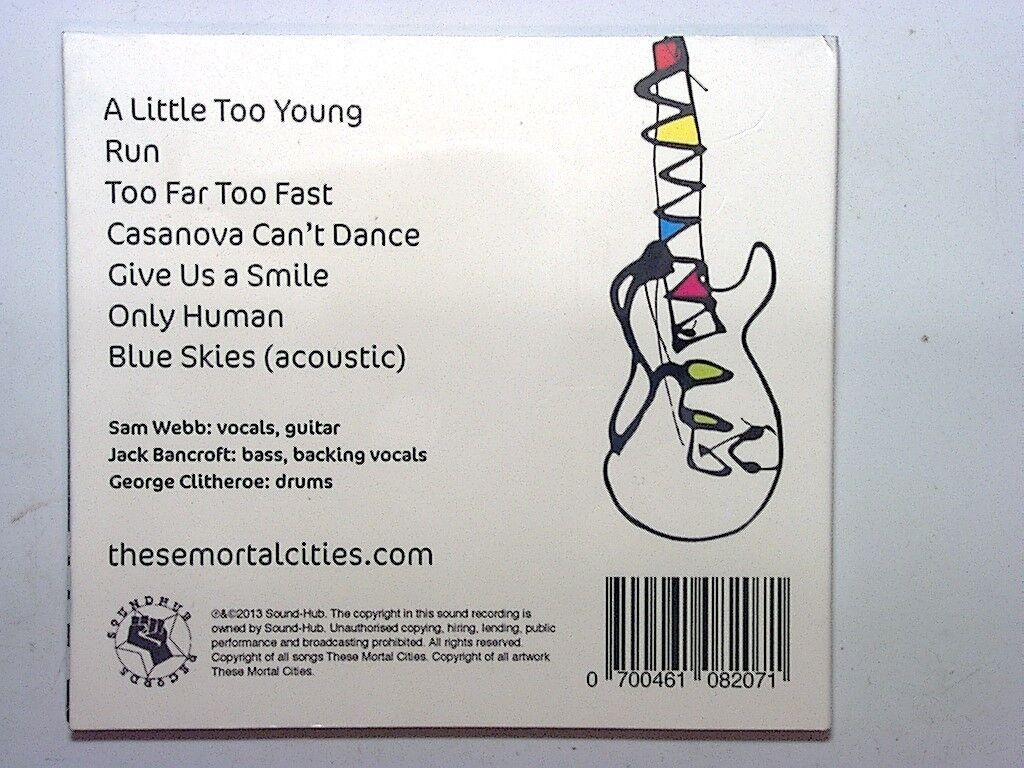 A Little Too Young
Run
Too Far Too Fast
Casanova Can't Dance
Give Us a Smile
Only Human
Blue Skies (acoustic)
Sam Webb: vocals, guitar
Jack Bancroft: bass, backing vocals
George Clitheroe: drums
thesemortalcities.com
SOUNDHUB RECORDS
℗&©2013 Sound-Hub. The copyright in this sound recording is
owned by Sound-Hub. Unauthorised copying, hiring, lending, public
performance and broadcasting prohibited. All rights reserved.
Copyright of all songs These Mortal Cities. Copyright of all artwork
These Mortal Cities.
0 700461 082071